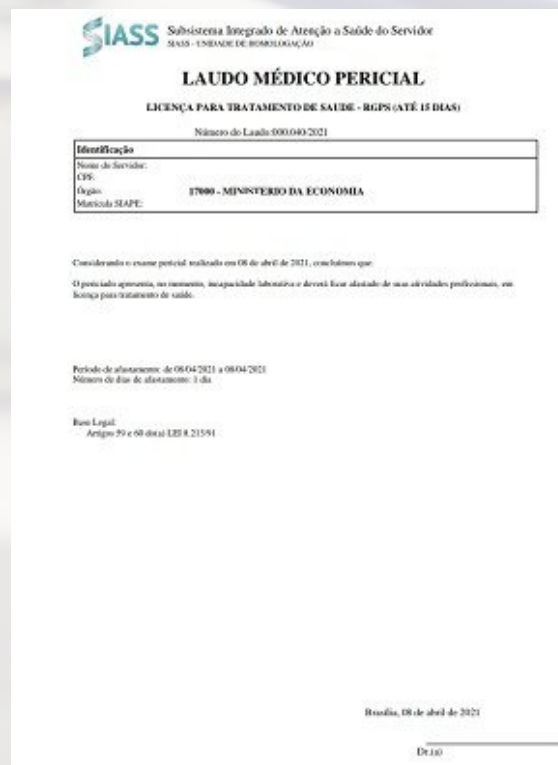 SIASS Subsistema Integrado de Atenção a Saúde do Servidor
SIASS - UNIDADE DE HOMOLOGAÇÃO
LAUDO MÉDICO PERICIAL
LICENÇA PARA TRATAMENTO DE SAUDE - RGPS (ATÉ 15 DIAS)
Número do Laudo:000.040/2021
Identificação
Nome do Servidor:
CPF:
Órgão: 17000 - MINISTERIO DA ECONOMIA
Matrícula SIAPE:
Considerando o exame pericial realizado em 08 de abril de 2021, concluímos que:
O periciado apresenta, no momento, incapacidade laborativa e deverá ficar afastado de suas atividades profissionais, em
licença para tratamento de saúde.
Período de afastamento: de 08/04/2021 a 08/04/2021
Número de dias de afastamento: 1 dia
Base Legal:
Artigos 59 e 60 do(a) LEI 8.213/91
Brasília, 08 de abril de 2021
Dr.(a)